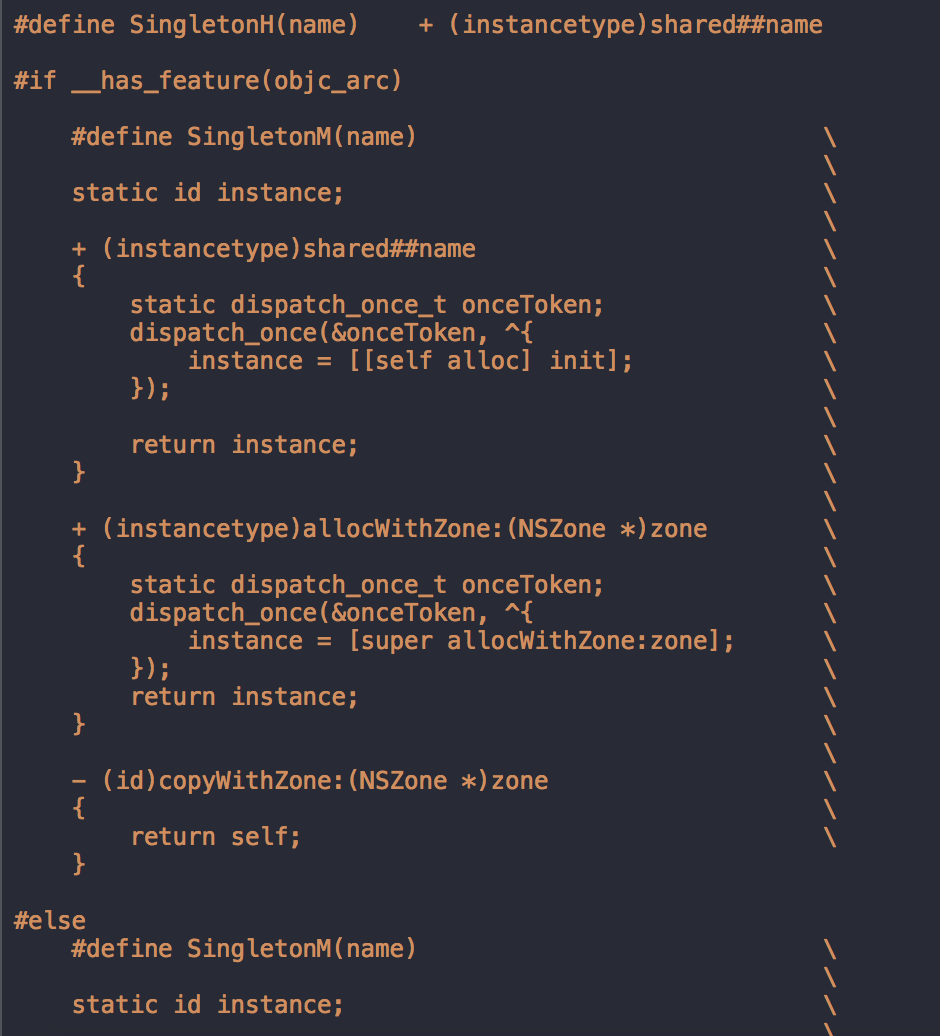 #define SingletonH(name)    + (instancetype)shared##name
#if __has_feature(objc_arc)
    #define SingletonM(name)                            \
                                                        \
    static id instance;                                 \
                                                        \
    + (instancetype)shared##name                        \
    {                                                   \
        static dispatch_once_t onceToken;               \
        dispatch_once(&onceToken, ^{                    \
            instance = [[self alloc] init];             \
        });                                             \
                                                        \
        return instance;                                \
    }                                                   \
                                                        \
    + (instancetype)allocWithZone:(NSZone *)zone        \
    {                                                   \
        static dispatch_once_t onceToken;               \
        dispatch_once(&onceToken, ^{                    \
            instance = [super allocWithZone:zone];      \
        });                                             \
        return instance;                                \
    }                                                   \
                                                        \
    - (id)copyWithZone:(NSZone *)zone                   \
    {                                                   \
        return self;                                    \
    }
#else
    #define SingletonM(name)                            \
                                                        \
    static id instance;                                 \
                                                        \